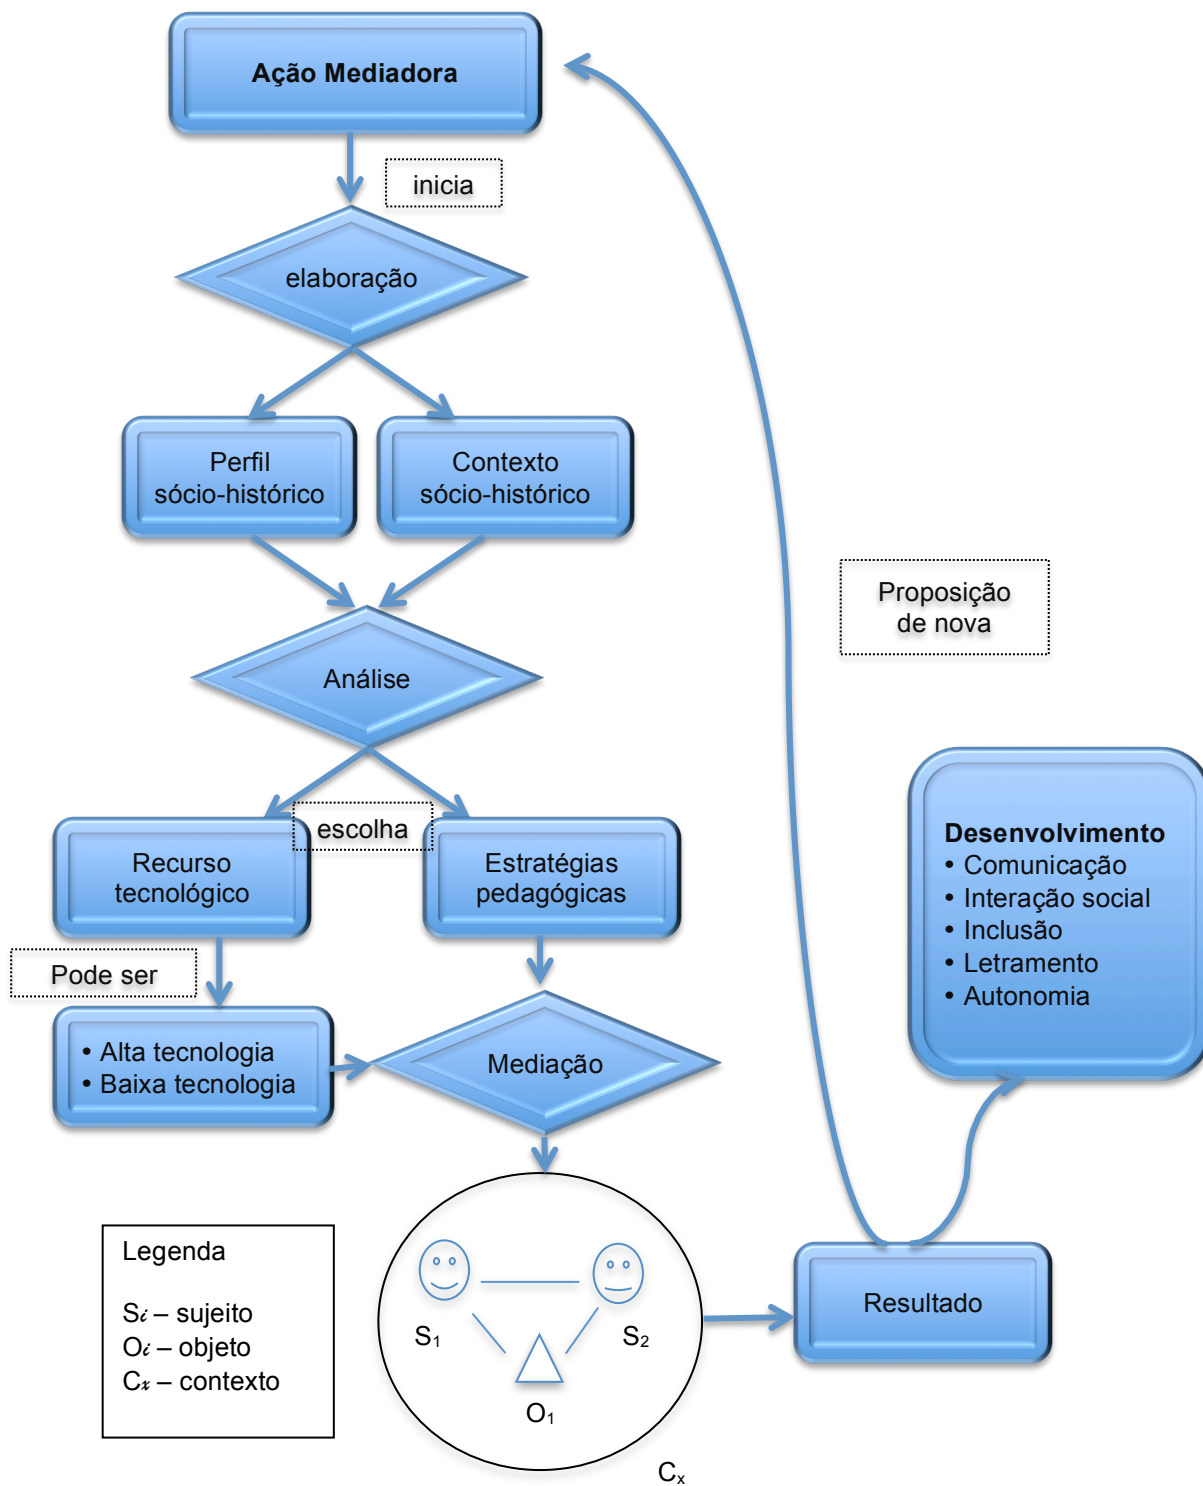 Ação Mediadora
inicia
elaboração
Perfil
sócio-histórico
Contexto
sócio-histórico
Proposição
de nova
Análise
escolha
Recurso
tecnológico
Estratégias
pedagógicas
Desenvolvimento
• Comunicação
• Interação social
• Inclusão
• Letramento
• Autonomia
Pode ser
• Alta tecnologia
• Baixa tecnologia
Mediação
Legenda
Si – sujeito
Oi – objeto
Cx – contexto
S1
S2
O1
Cx
Resultado